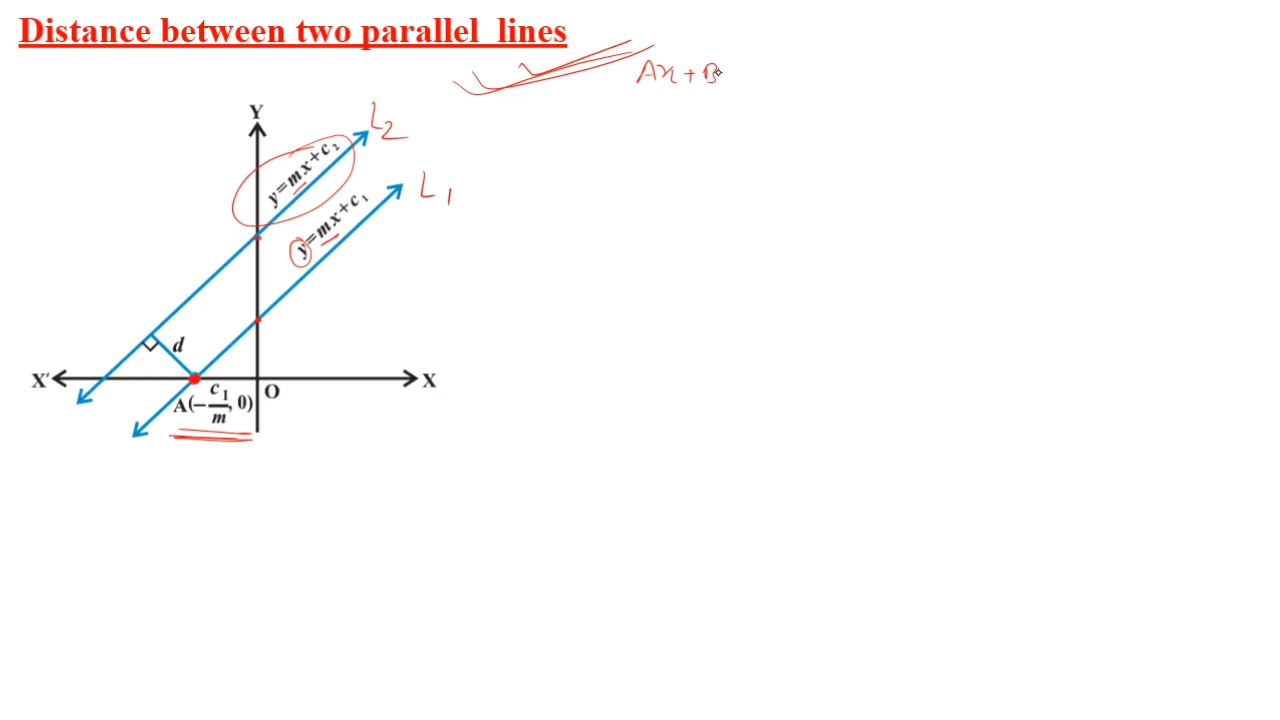 Distance between two parallel lines
Ax + B
Y
L2
y=mx+c₂
L1
y=mx+c₁
d
X′
X
O
A(−c₁/m, 0)